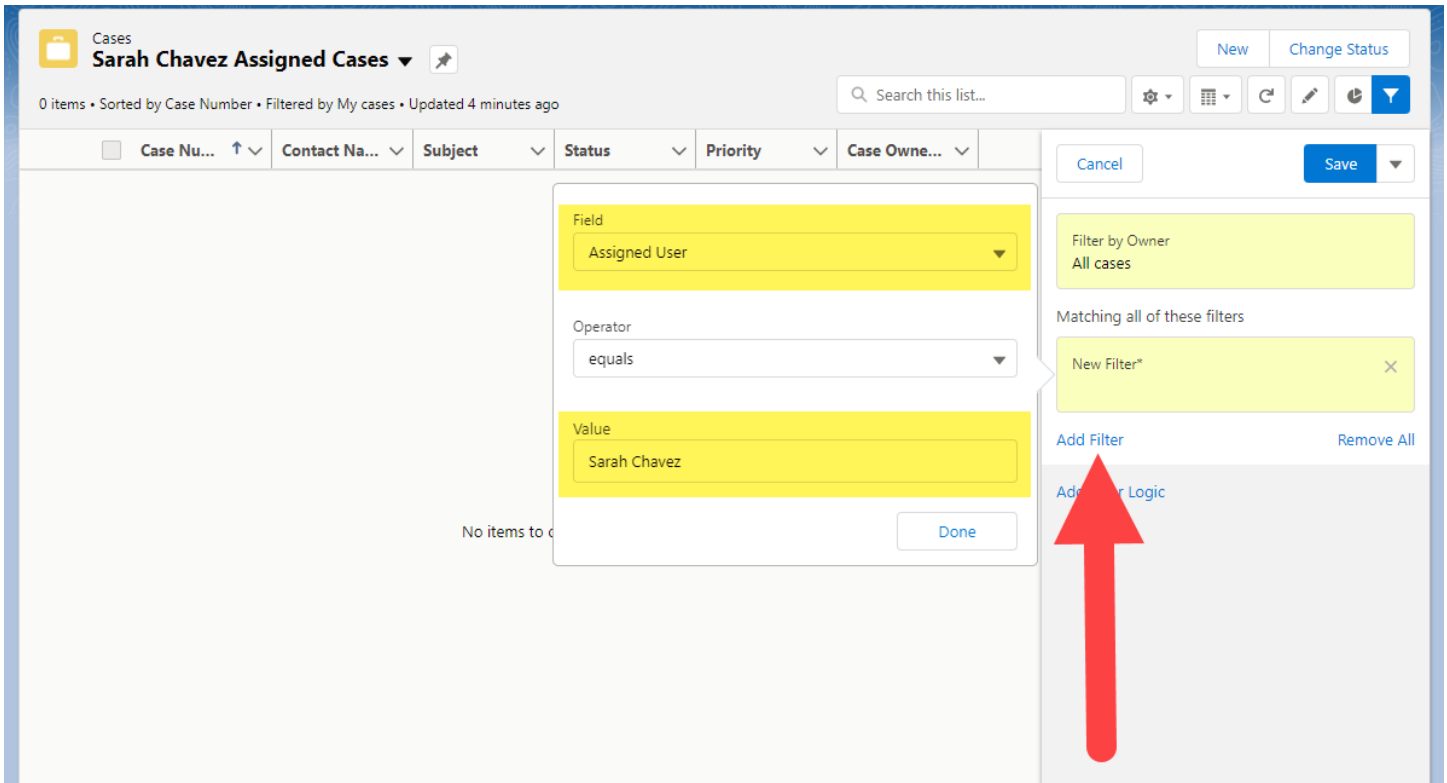 Cases
Sarah Chavez Assigned Cases
New
Change Status
0 items • Sorted by Case Number • Filtered by My cases • Updated 4 minutes ago
Search this list...
Case Nu...
Contact Na...
Subject
Status
Priority
Case Owne...
Cancel
Save
Field
Assigned User
Operator
equals
Value
Sarah Chavez
Done
No items to
Filter by Owner
All cases
Matching all of these filters
New Filter*
Add Filter
Remove All
Logic